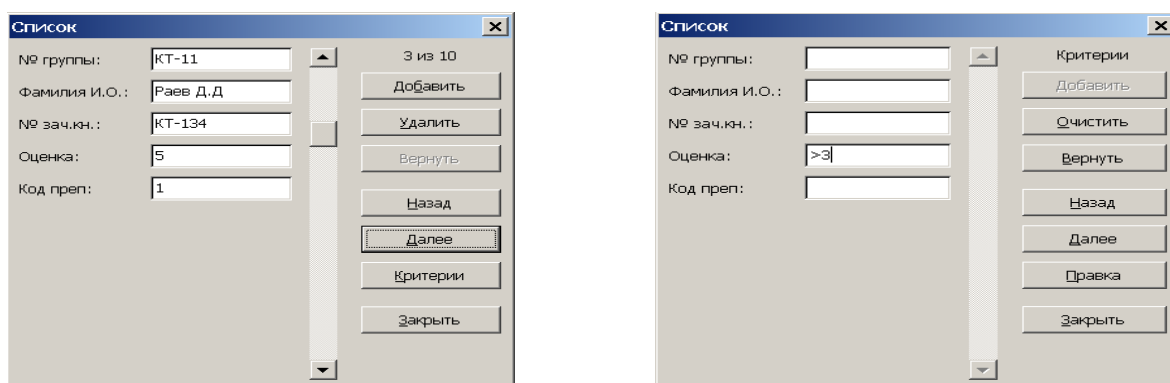 Список
№ группы: КТ-11
3 из 10
Фамилия И.О.: Раев Д.Д
Добавить
№ зач.кн.: КТ-134
Удалить
Оценка: 5
Вернуть
Код преп: 1
Назад
Далее
Критерии
Закрыть
Список
№ группы:
Критерии
Фамилия И.О.:
Добавить
№ зач.кн.:
Очистить
Оценка: >3
Вернуть
Код преп:
Назад
Далее
Правка
Закрыть